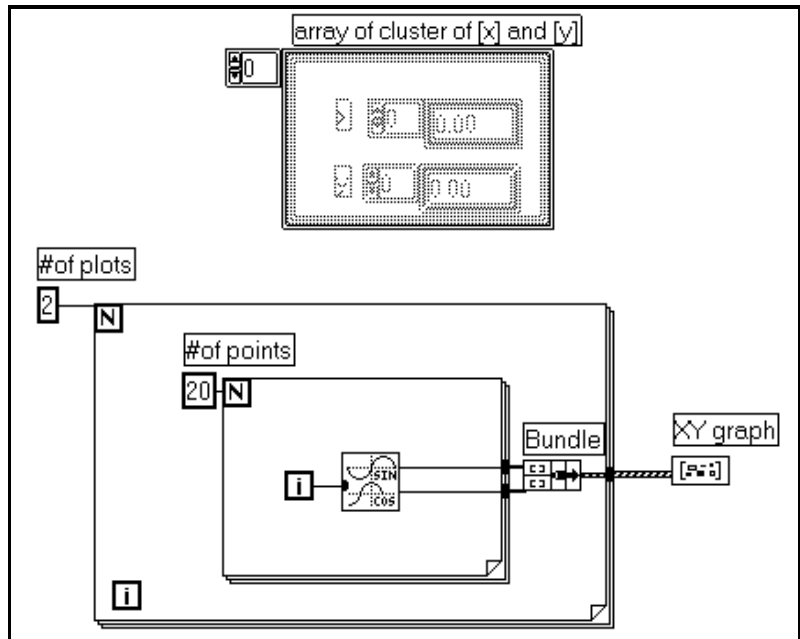 array of cluster of [x] and [y]
0
0 0.00
0 0.00
#of plots
2
N
#of points
20 N
Bundle
XY graph
SIN
i
COS
i